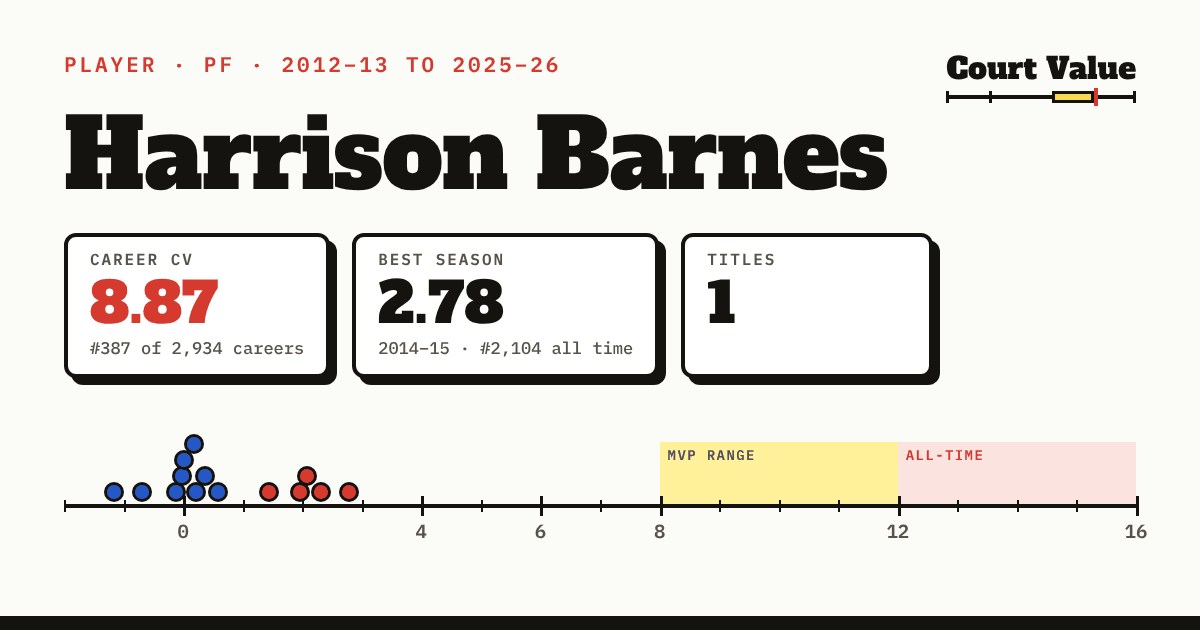 PLAYER · PF · 2012–13 TO 2025–26
Court Value
Harrison Barnes
CAREER CV
8.87
#387 of 2,934 careers
BEST SEASON
2.78
2014–15 · #2,104 all time
TITLES
1
MVP RANGE
ALL-TIME
0 4 6 8 12 16